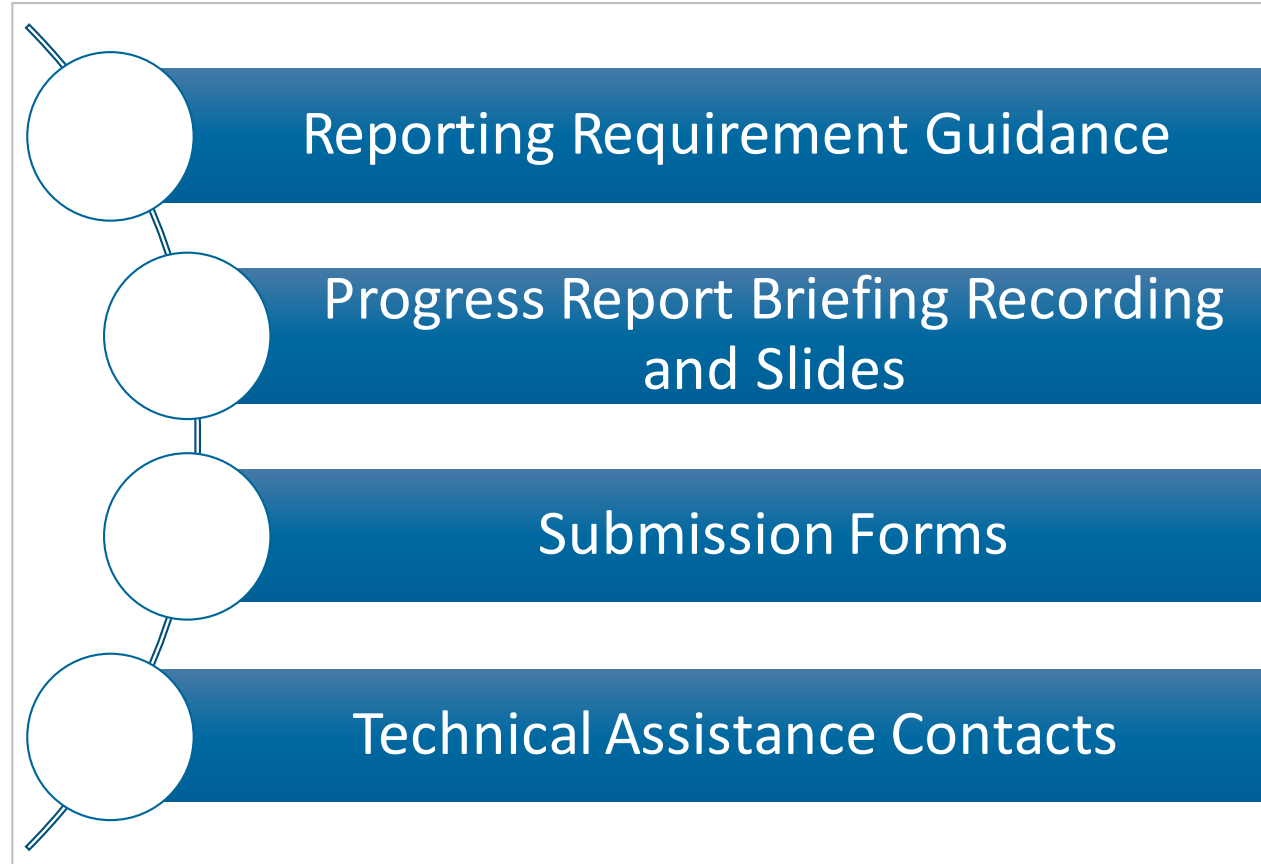 Reporting Requirement Guidance
Progress Report Briefing Recording
and Slides
Submission Forms
Technical Assistance Contacts